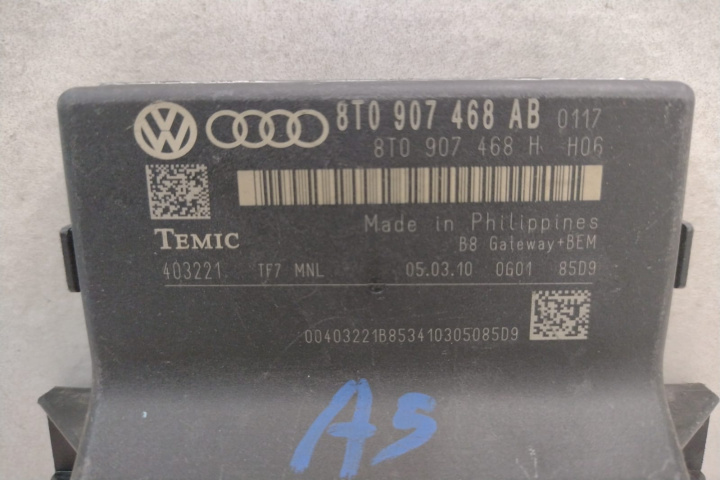 8T0 907 468 AB 0117
8T0 907 468 H H06
Made in Philippines
TEMIC
B8 Gateway+BEM
403221 TF7 MNL 05.03.10 0G01 85D9
00403221B853410305085D9
A5